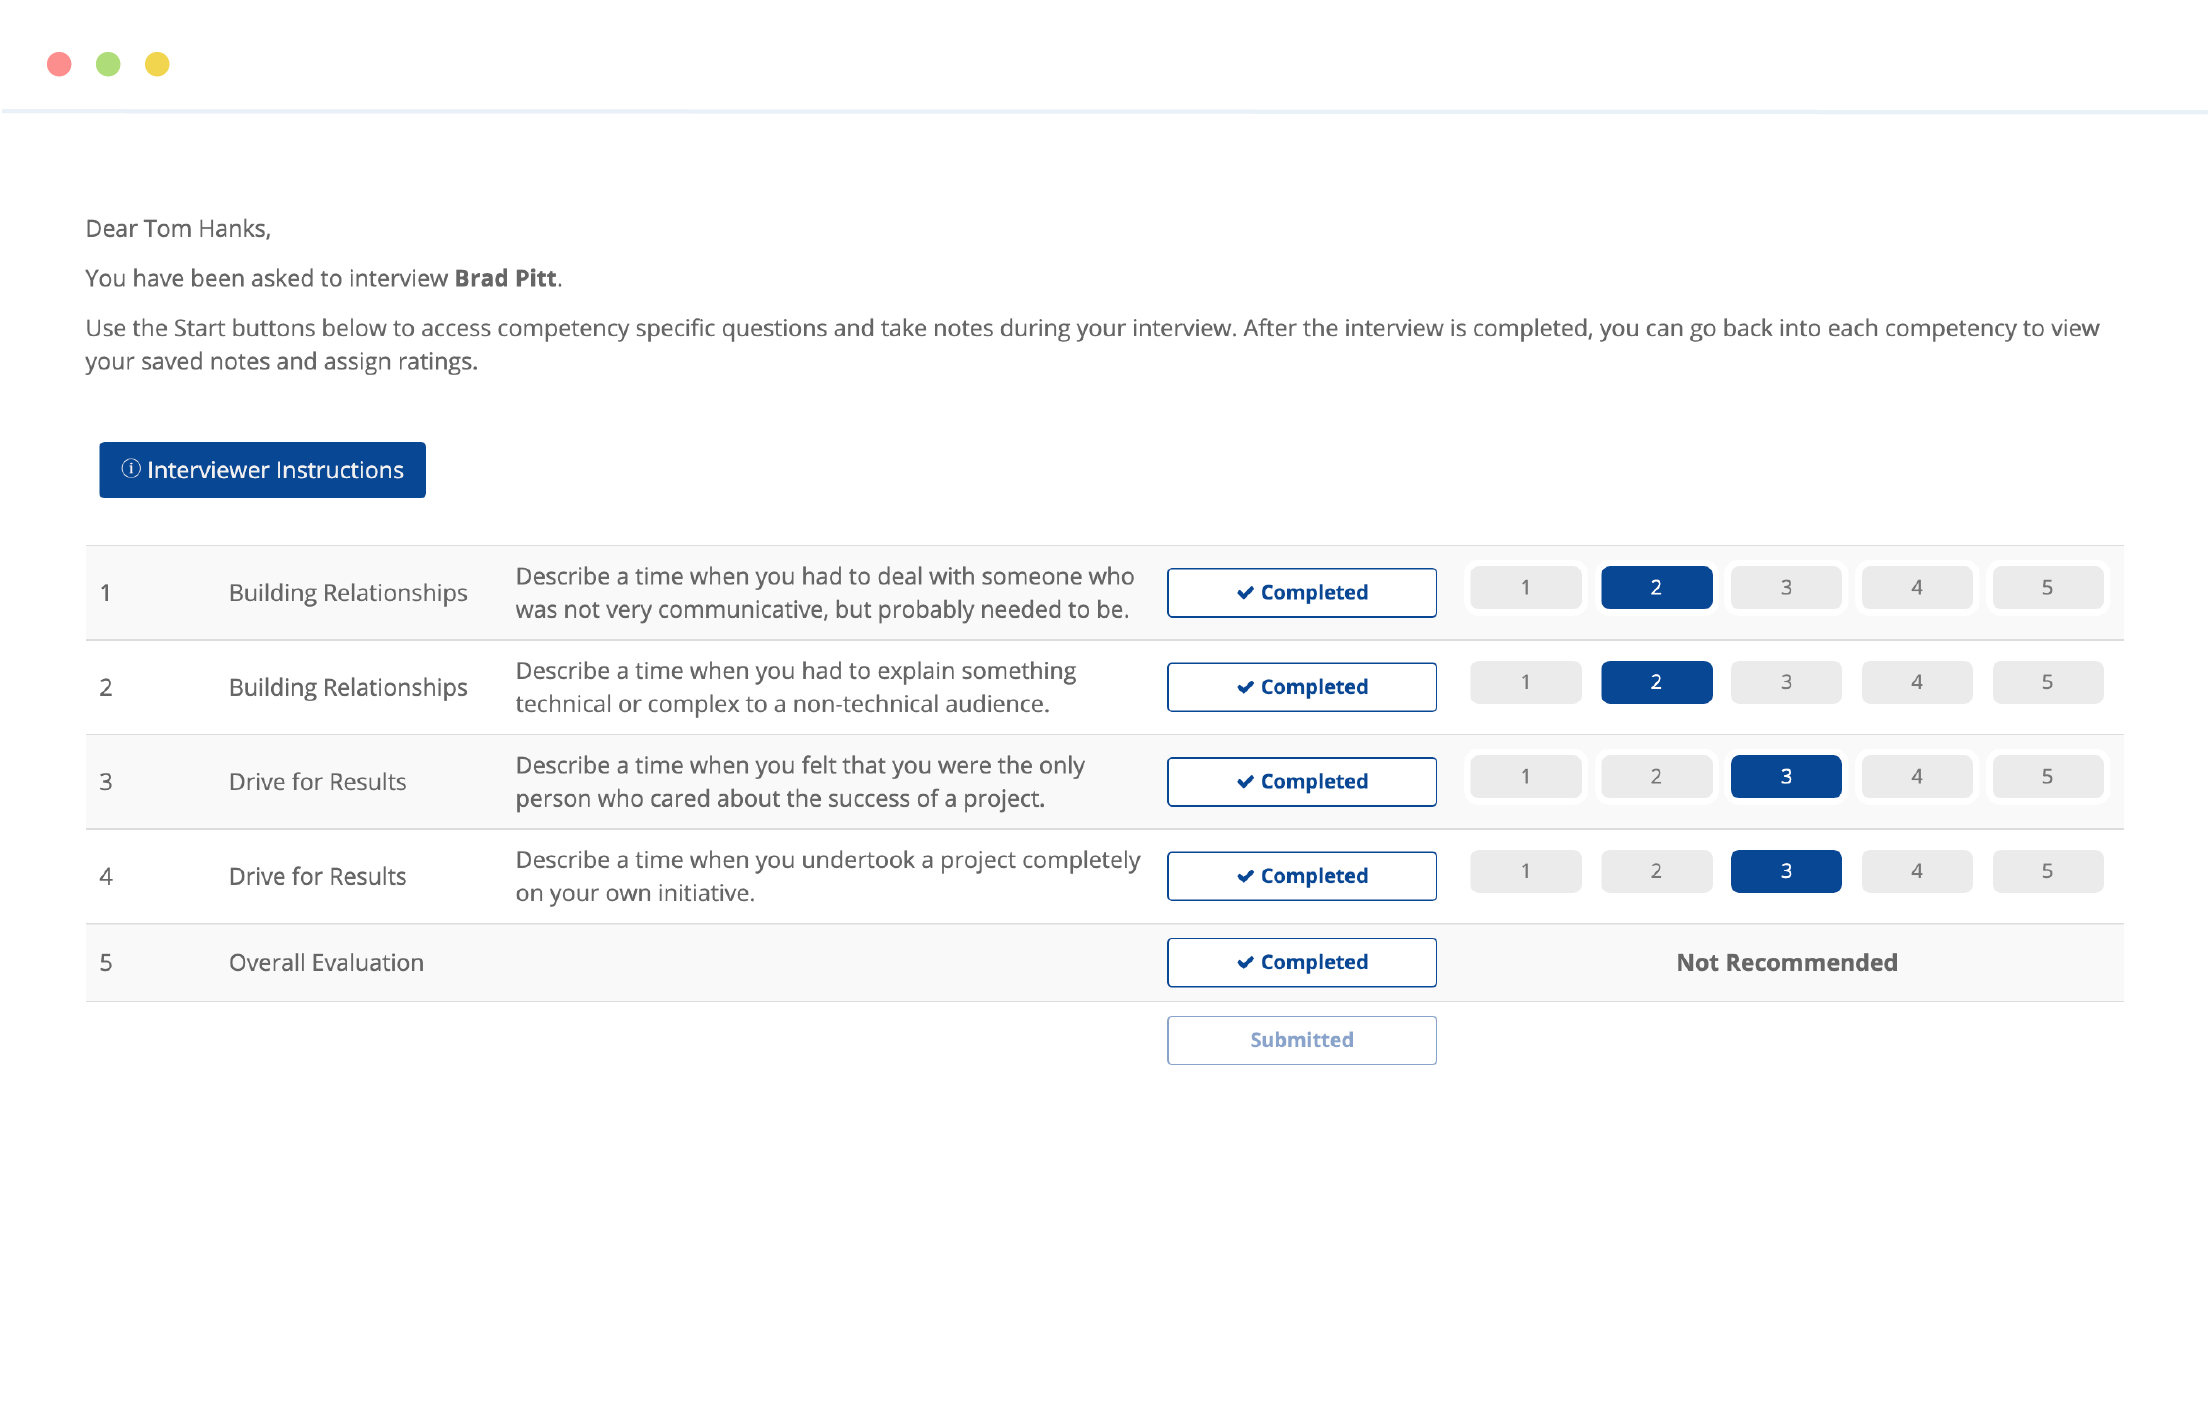 Dear Tom Hanks,
You have been asked to interview Brad Pitt.
Use the Start buttons below to access competency specific questions and take notes during your interview. After the interview is completed, you can go back into each competency to view
your saved notes and assign ratings.
Interviewer Instructions
1 Building Relationships Describe a time when you had to deal with someone who
was not very communicative, but probably needed to be. Completed 1 2 3 4 5
2 Building Relationships Describe a time when you had to explain something
technical or complex to a non-technical audience. Completed 1 2 3 4 5
3 Drive for Results Describe a time when you felt that you were the only
person who cared about the success of a project. Completed 1 2 3 4 5
4 Drive for Results Describe a time when you undertook a project completely
on your own initiative. Completed 1 2 3 4 5
5 Overall Evaluation Completed Not Recommended
Submitted